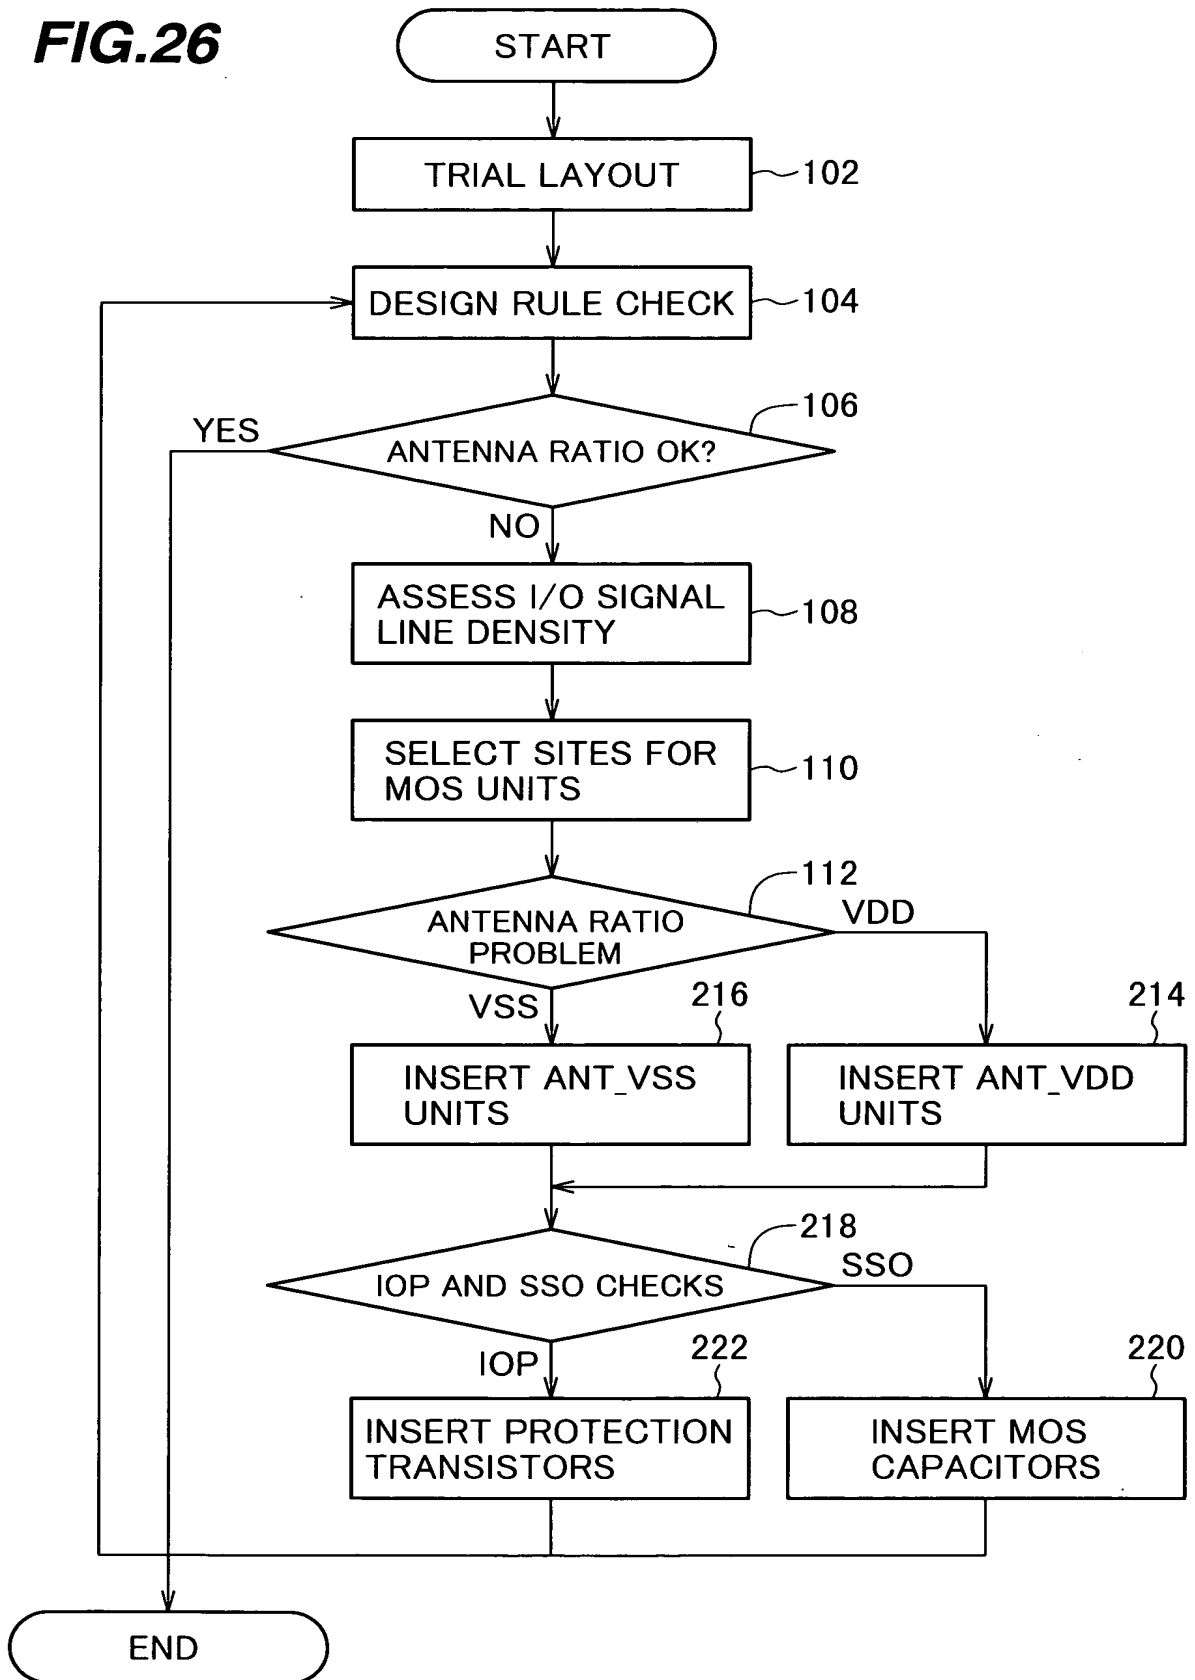 FIG.26
START
TRIAL LAYOUT
102
DESIGN RULE CHECK
104
106
YES
ANTENNA RATIO OK?
NO
ASSESS I/O SIGNAL
LINE DENSITY
108
SELECT SITES FOR
MOS UNITS
110
112
ANTENNA RATIO
PROBLEM
VDD
VSS
216
214
INSERT ANT_VSS
UNITS
INSERT ANT_VDD
UNITS
218
IOP AND SSO CHECKS
SSO
IOP
222
220
INSERT PROTECTION
TRANSISTORS
INSERT MOS
CAPACITORS
END